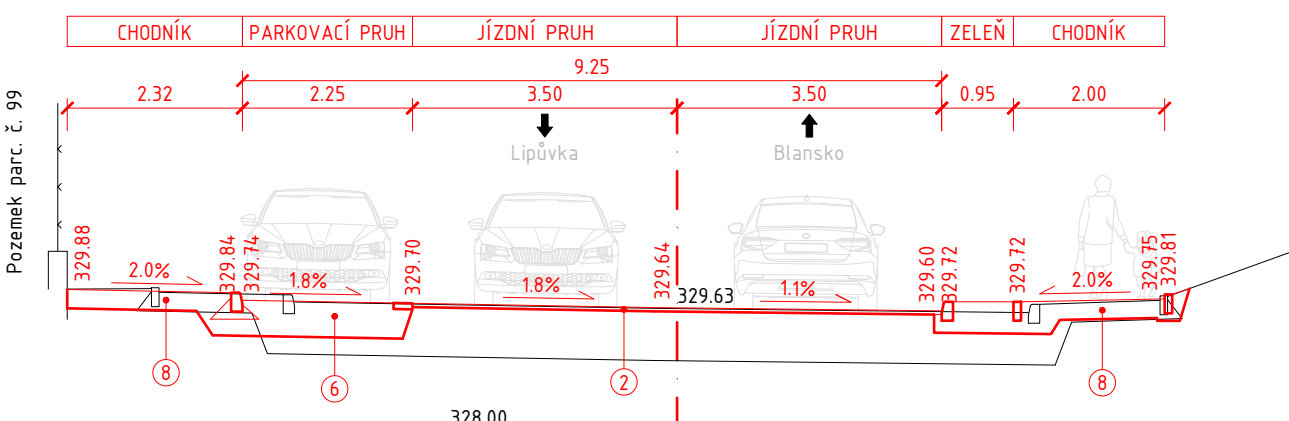 CHODNÍK PARKOVACÍ PRUH JÍZDNÍ PRUH JÍZDNÍ PRUH ZELEŇ CHODNÍK
9.25
2.32 2.25 3.50 3.50 0.95 2.00
Pozemek parc. č. 99
Lipůvka Blansko
329.88 329.84 329.74 329.70 329.64 329.63 329.60 329.72 329.72 329.75 329.81
2.0% 1.8% 1.8% 1.1% 2.0%
8 6 2 8
328.00